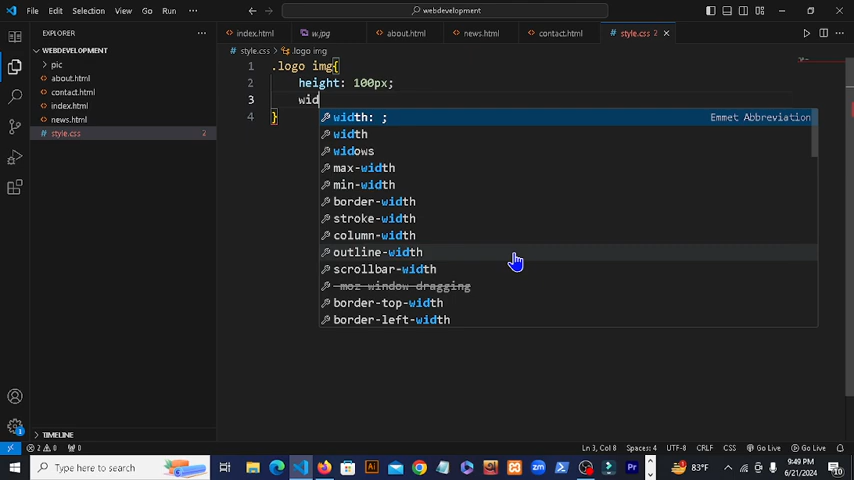 File Edit Selection View Go Run ... webdevelopment
EXPLORER ... index.html w.jpg about.html news.html contact.html style.css 2
WEBDEVELOPMENT
pic
about.html
contact.html
index.html
news.html
style.css 2
style.css > .logo img
1 .logo img{
2 height: 100px;
3 wid
4 }
width: ; Emmet Abbreviation
width
widows
max-width
min-width
border-width
stroke-width
column-width
outline-width
scrollbar-width
-moz-window-dragging
border-top-width
border-left-width
TIMELINE
2 0 0 Ln 3, Col 8 Spaces: 4 UTF-8 CRLF CSS Go Live Go Live
Type here to search 83°F 9:49 PM
6/21/2024